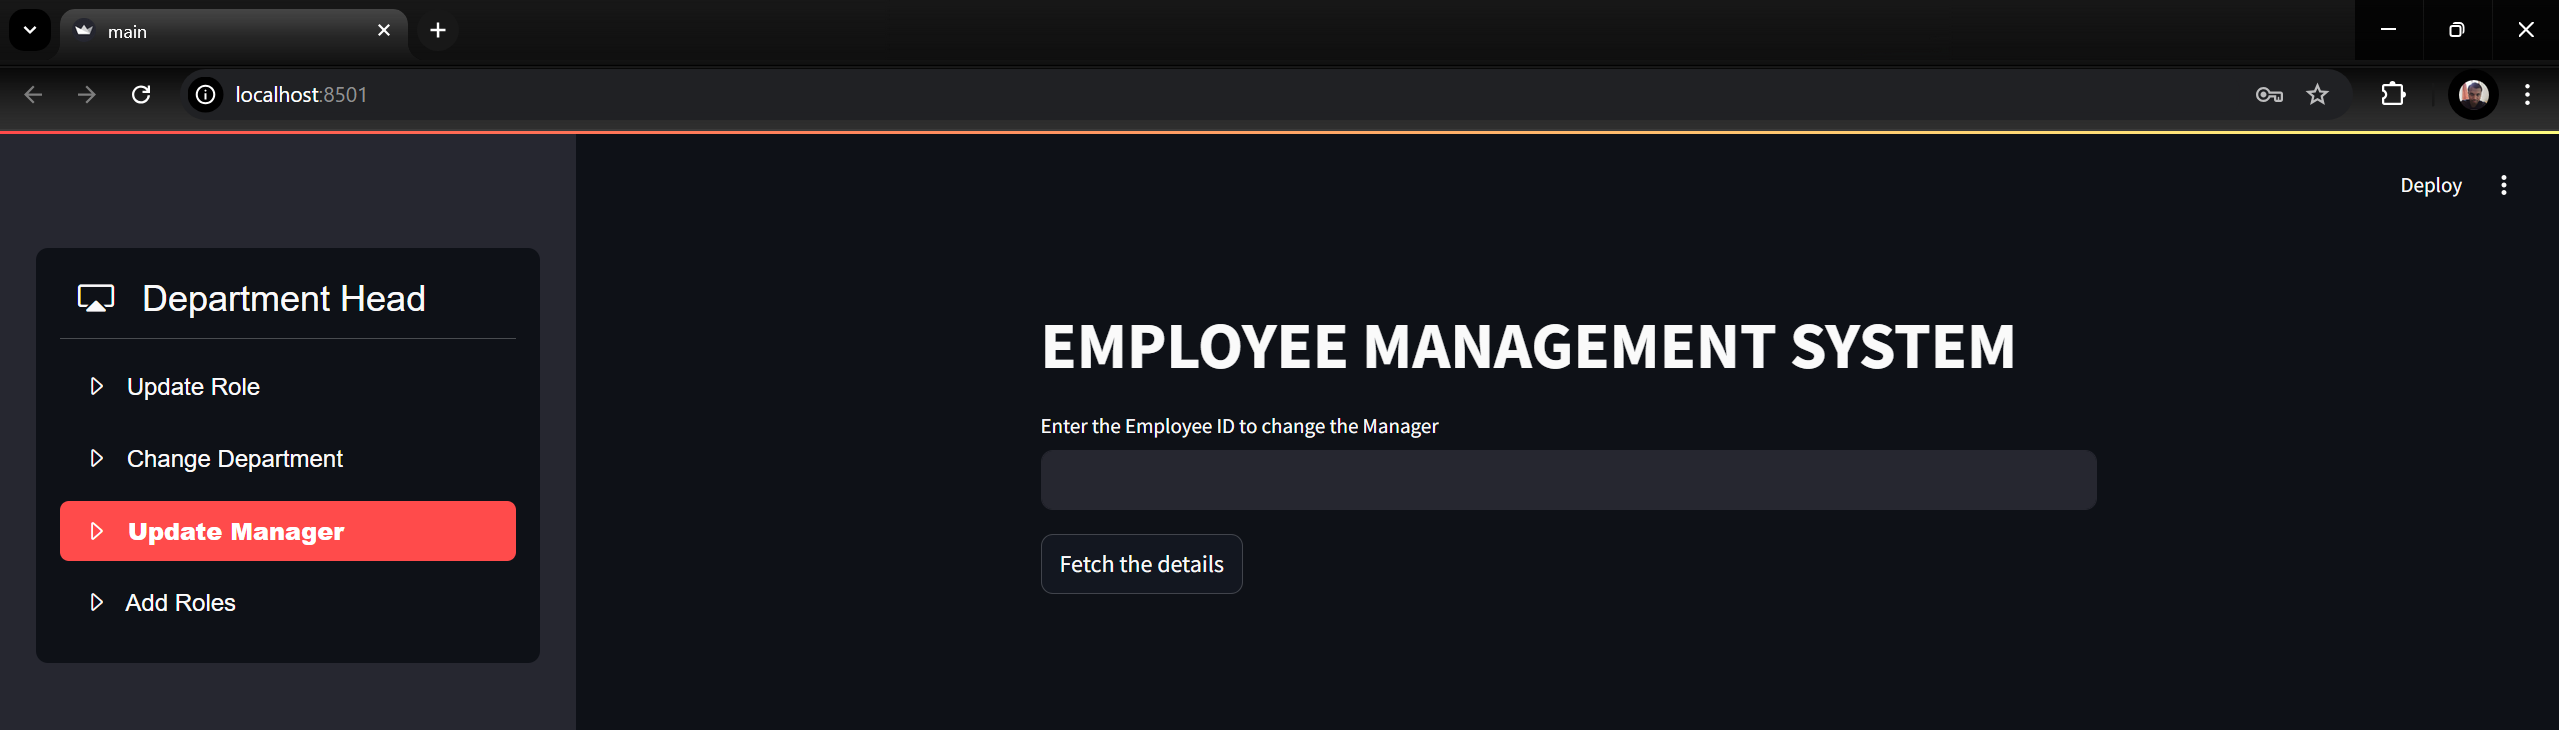 main
localhost:8501
Deploy
Department Head
Update Role
Change Department
Update Manager
Add Roles
EMPLOYEE MANAGEMENT SYSTEM
Enter the Employee ID to change the Manager
Fetch the details